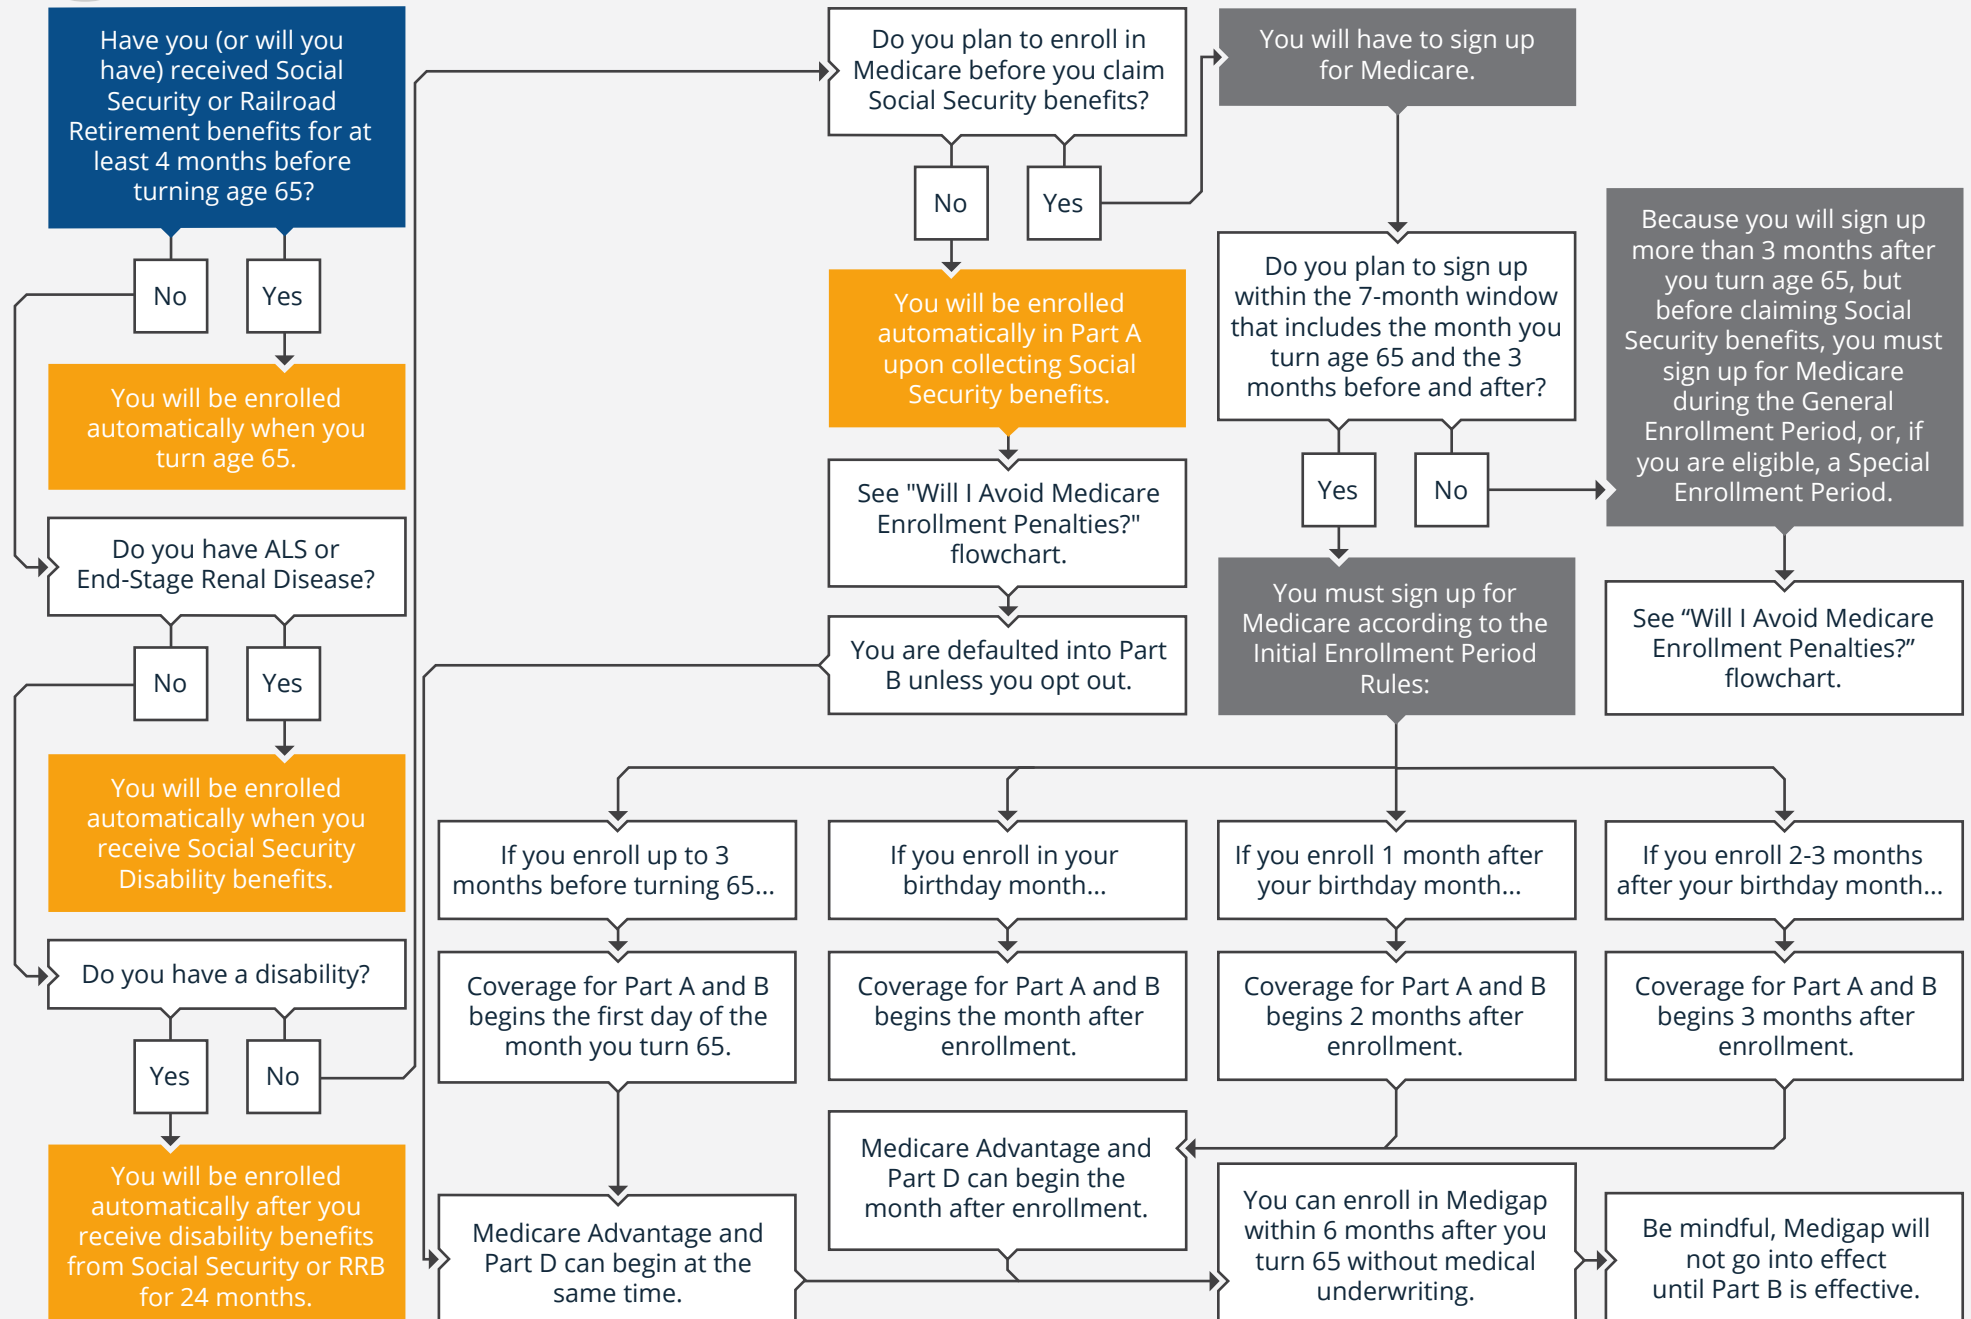 Have you (or will you
have) received Social
Security or Railroad
Retirement benefits for at
least 4 months before
turning age 65?
No
Yes
You will be enrolled
automatically when you
turn age 65.
Do you have ALS or
End-Stage Renal Disease?
No
Yes
You will be enrolled
automatically when you
receive Social Security
Disability benefits.
Do you have a disability?
Yes
No
You will be enrolled
automatically after you
receive disability benefits
from Social Security or RRB
for 24 months.
Do you plan to enroll in
Medicare before you claim
Social Security benefits?
No
Yes
You will be enrolled
automatically in Part A
upon collecting Social
Security benefits.
See "Will I Avoid Medicare
Enrollment Penalties?"
flowchart.
You are defaulted into Part
B unless you opt out.
You will have to sign up
for Medicare.
Do you plan to sign up
within the 7-month window
that includes the month you
turn age 65 and the 3
months before and after?
Yes
No
Because you will sign up
more than 3 months after
you turn age 65, but
before claiming Social
Security benefits, you must
sign up for Medicare
during the General
Enrollment Period, or, if
you are eligible, a Special
Enrollment Period.
See “Will I Avoid Medicare
Enrollment Penalties?”
flowchart.
You must sign up for
Medicare according to the
Initial Enrollment Period
Rules:
If you enroll up to 3
months before turning 65...
If you enroll in your
birthday month...
If you enroll 1 month after
your birthday month...
If you enroll 2-3 months
after your birthday month...
Coverage for Part A and B
begins the first day of the
month you turn 65.
Coverage for Part A and B
begins the month after
enrollment.
Coverage for Part A and B
begins 2 months after
enrollment.
Coverage for Part A and B
begins 3 months after
enrollment.
Medicare Advantage and
Part D can begin at the
same time.
Medicare Advantage and
Part D can begin the
month after enrollment.
You can enroll in Medigap
within 6 months after you
turn 65 without medical
underwriting.
Be mindful, Medigap will
not go into effect
until Part B is effective.